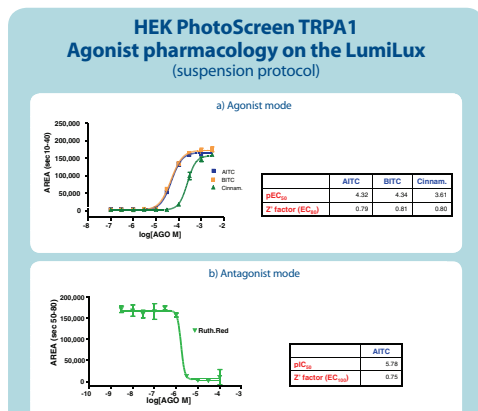 HEK PhotoScreen TRPA1
Agonist pharmacology on the LumiLux
(suspension protocol)
a) Agonist mode
AREA (sec10-40)
250,000
200,000
150,000
100,000
50,000
0
-8 -7 -6 -5 -4 -3 -2
log[AGO M]
AITC
BITC
Cinnam.
AITC BITC Cinnam.
pEC50 4.32 4.34 3.61
Z' factor (EC80) 0.79 0.81 0.80
b) Antagonist mode
AREA (sec 50-80)
200,000
150,000
100,000
50,000
0
-10 -9 -8 -7 -6 -5 -4 -3
log[AGO M]
Ruth.Red
AITC
pIC50 5.78
Z' factor (EC100) 0.75